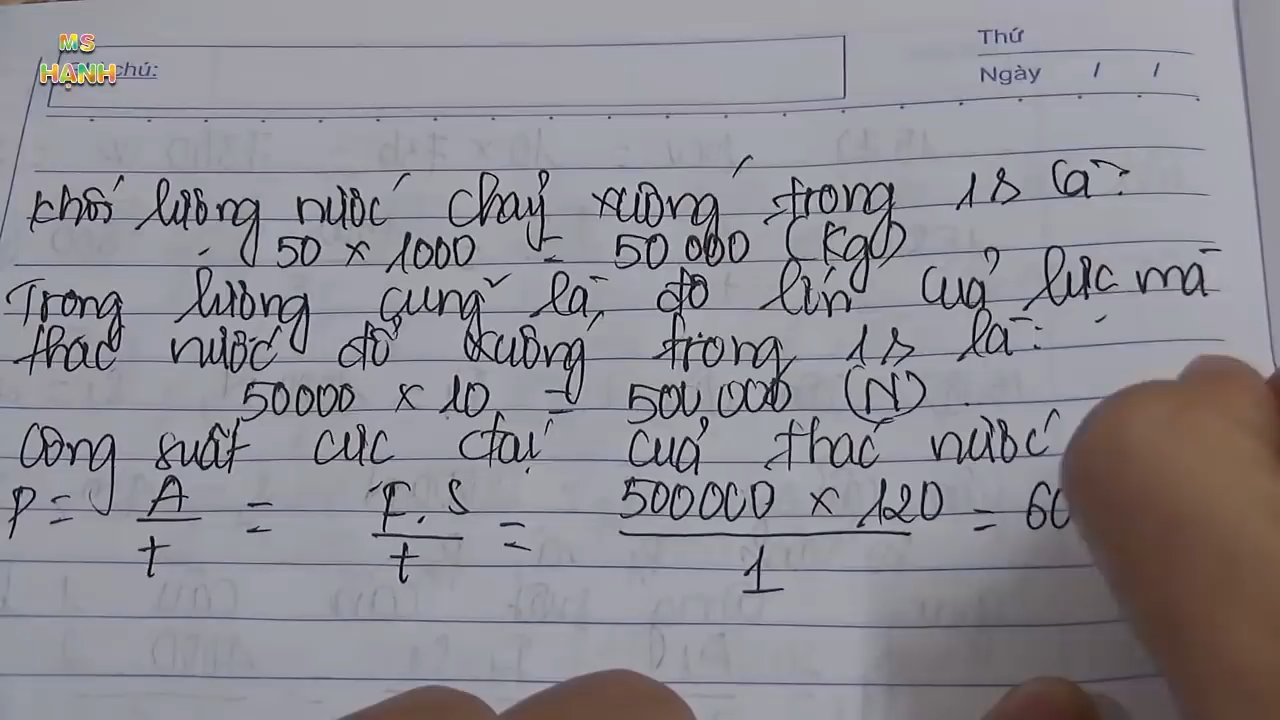 MS
HẠNH
chú:
Thứ
Ngày / /
Khối lượng nước chảy xuống trong 1s là:
50 x 1000 = 50 000 (kg)
Trọng lượng cũng là độ lớn của lực mà
thác nước đổ xuống trong 1s là:
50000 x 10 = 500 000 (N)
Công suất cực đại của thác nước
P = A/t = F.S/t = 500000 x 120/1 = 60